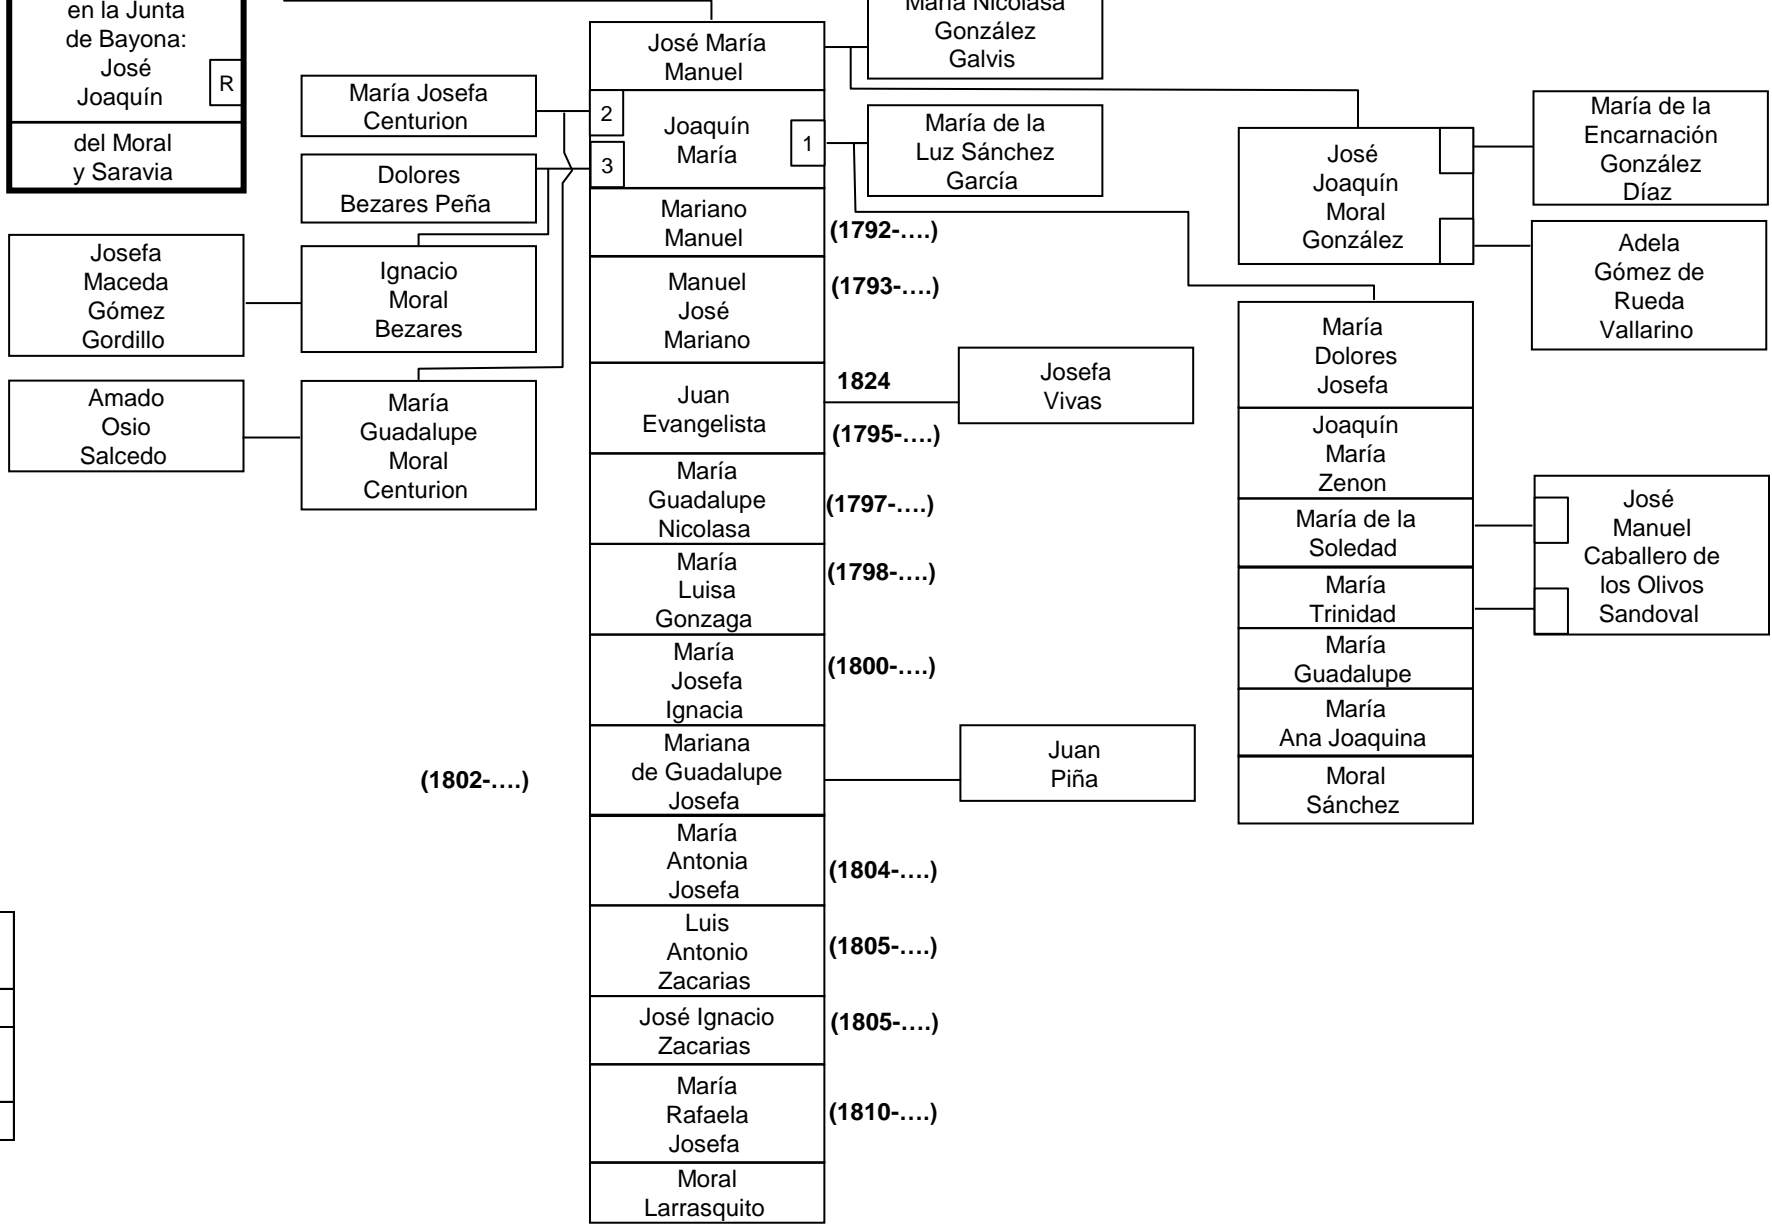 en la Junta
de Bayona:
José
Joaquín
R
del Moral
y Saravia
María Josefa
Centurion
Dolores
Bezares Peña
Josefa
Maceda
Gómez
Gordillo
Ignacio
Moral
Bezares
Amado
Osio
Salcedo
María
Guadalupe
Moral
Centurion
(1802-....)
José María
Manuel
2
3
Joaquín
María
1
Mariano
Manuel
(1792-....)
Manuel
José
Mariano
(1793-....)
Juan
Evangelista
1824
(1795-....)
María
Guadalupe
Nicolasa
(1797-....)
María
Luisa
Gonzaga
(1798-....)
María
Josefa
Ignacia
(1800-....)
Mariana
de Guadalupe
Josefa
María
Antonia
Josefa
(1804-....)
Luis
Antonio
Zacarias
(1805-....)
José Ignacio
Zacarias
(1805-....)
María
Rafaela
Josefa
(1810-....)
Moral
Larrasquito
María Nicolasa
González
Galvis
María de la
Luz Sánchez
García
Josefa
Vivas
Juan
Piña
José
Joaquín
Moral
González
María de la
Encarnación
González
Díaz
Adela
Gómez de
Rueda
Vallarino
María
Dolores
Josefa
Joaquín
María
Zenon
María de la
Soledad
María
Trinidad
María
Guadalupe
María
Ana Joaquina
Moral
Sánchez
José
Manuel
Caballero de
los Olivos
Sandoval